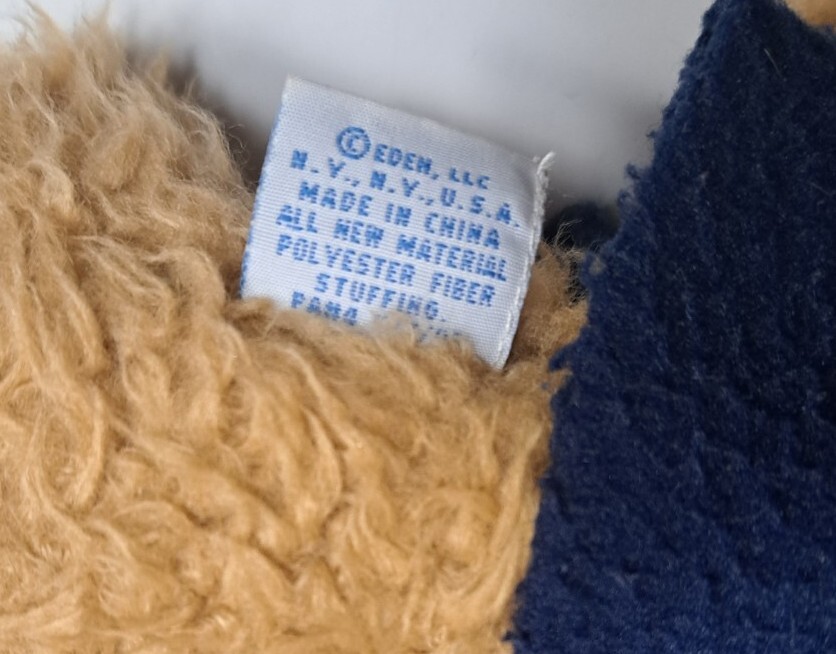 © EDEN, LLC
N.Y., N.Y., U.S.A.
MADE IN CHINA
ALL NEW MATERIAL
POLYESTER FIBER
STUFFING.